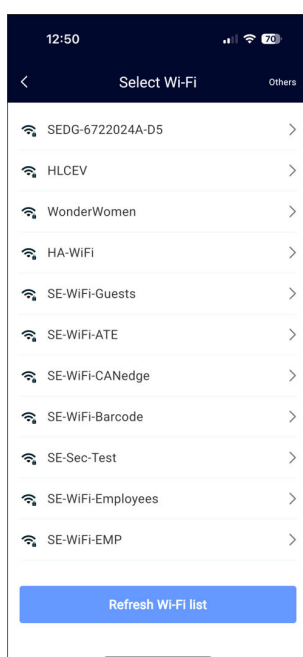 12:50
70
Select Wi-Fi
Others
SEDG-6722024A-D5
HLCEV
WonderWomen
HA-WiFi
SE-WiFi-Guests
SE-WiFi-ATE
SE-WiFi-CANedge
SE-WiFi-Barcode
SE-Sec-Test
SE-WiFi-Employees
SE-WiFi-EMP
Refresh Wi-Fi list